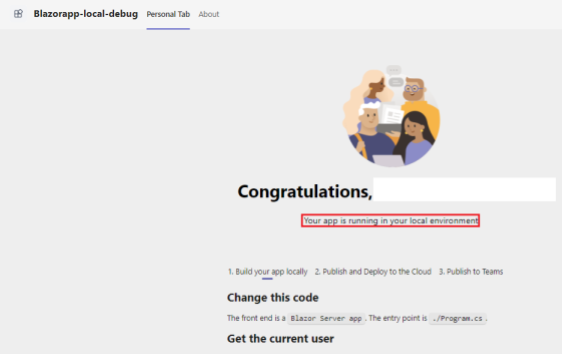 Blazorapp-local-debug Personal Tab About
Congratulations,
Your app is running in your local environment
1. Build your app locally 2. Publish and Deploy to the Cloud 3. Publish to Teams
Change this code
The front end is a Blazor Server app. The entry point is ./Program.cs.
Get the current user